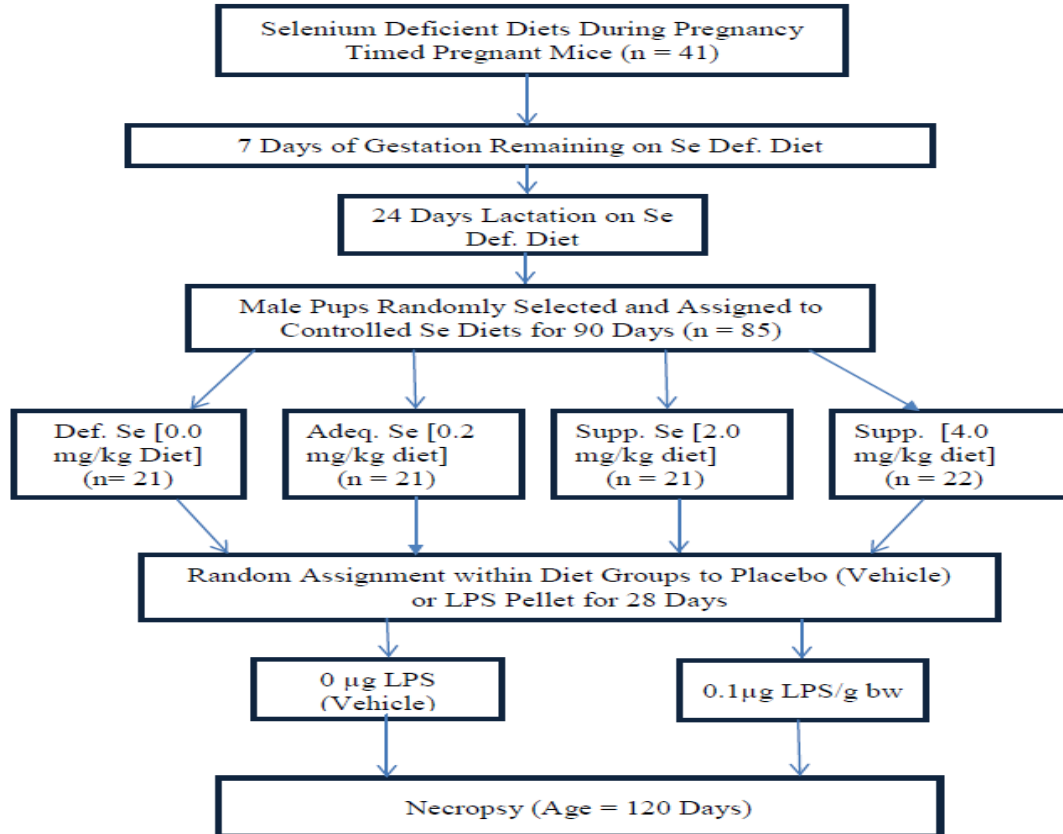 Selenium Deficient Diets During Pregnancy
Timed Pregnant Mice (n = 41)
7 Days of Gestation Remaining on Se Def. Diet
24 Days Lactation on Se
Def. Diet
Male Pups Randomly Selected and Assigned to
Controlled Se Diets for 90 Days (n = 85)
Def. Se [0.0
mg/kg Diet]
(n= 21)
Adeq. Se [0.2
mg/kg diet]
(n = 21)
Supp. Se [2.0
mg/kg diet]
(n = 21)
Supp. [4.0
mg/kg diet]
(n = 22)
Random Assignment within Diet Groups to Placebo (Vehicle)
or LPS Pellet for 28 Days
0 µg LPS
(Vehicle)
0.1µg LPS/g bw
Necropsy (Age = 120 Days)